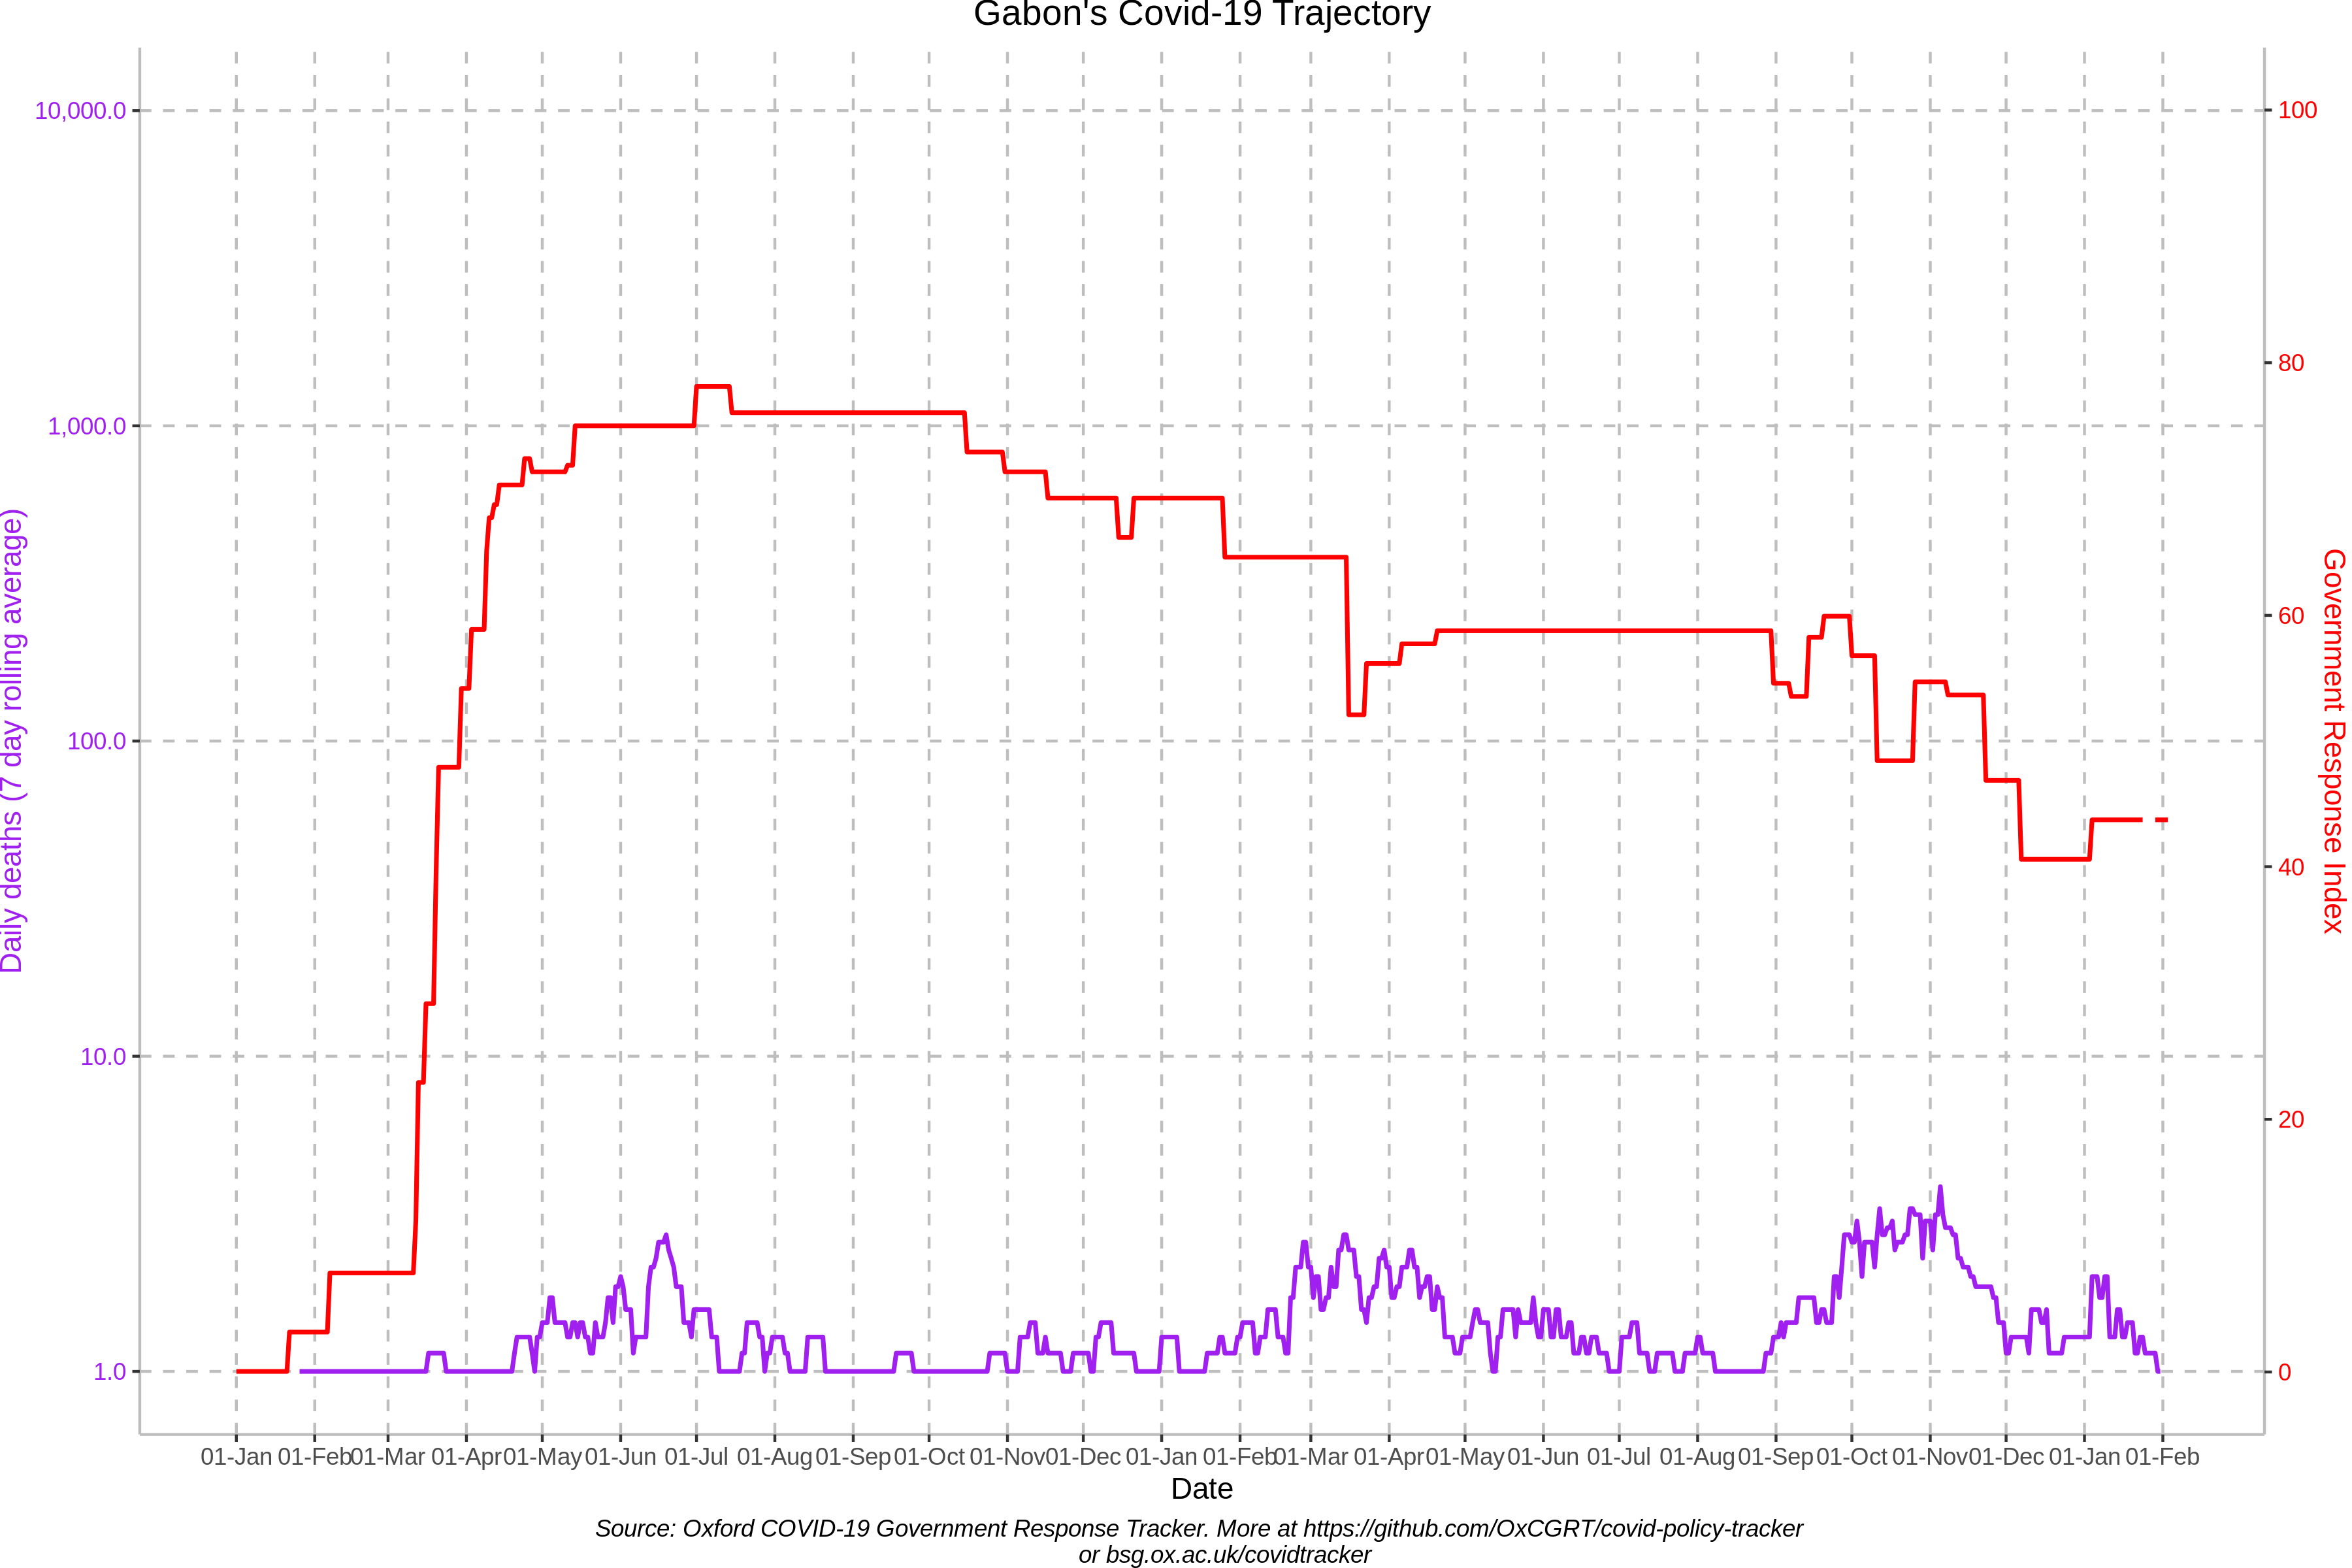 Gabon's Covid-19 Trajectory
10,000.0
1,000.0
100.0
10.0
1.0
Daily deaths (7 day rolling average)
100
80
60
40
20
0
Government Response Index
01-Jan 01-Feb 01-Mar 01-Apr 01-May 01-Jun 01-Jul 01-Aug 01-Sep 01-Oct 01-Nov 01-Dec 01-Jan 01-Feb 01-Mar 01-Apr 01-May 01-Jun 01-Jul 01-Aug 01-Sep 01-Oct 01-Nov 01-Dec 01-Jan 01-Feb
Date
Source: Oxford COVID-19 Government Response Tracker. More at https://github.com/OxCGRT/covid-policy-tracker
or bsg.ox.ac.uk/covidtracker